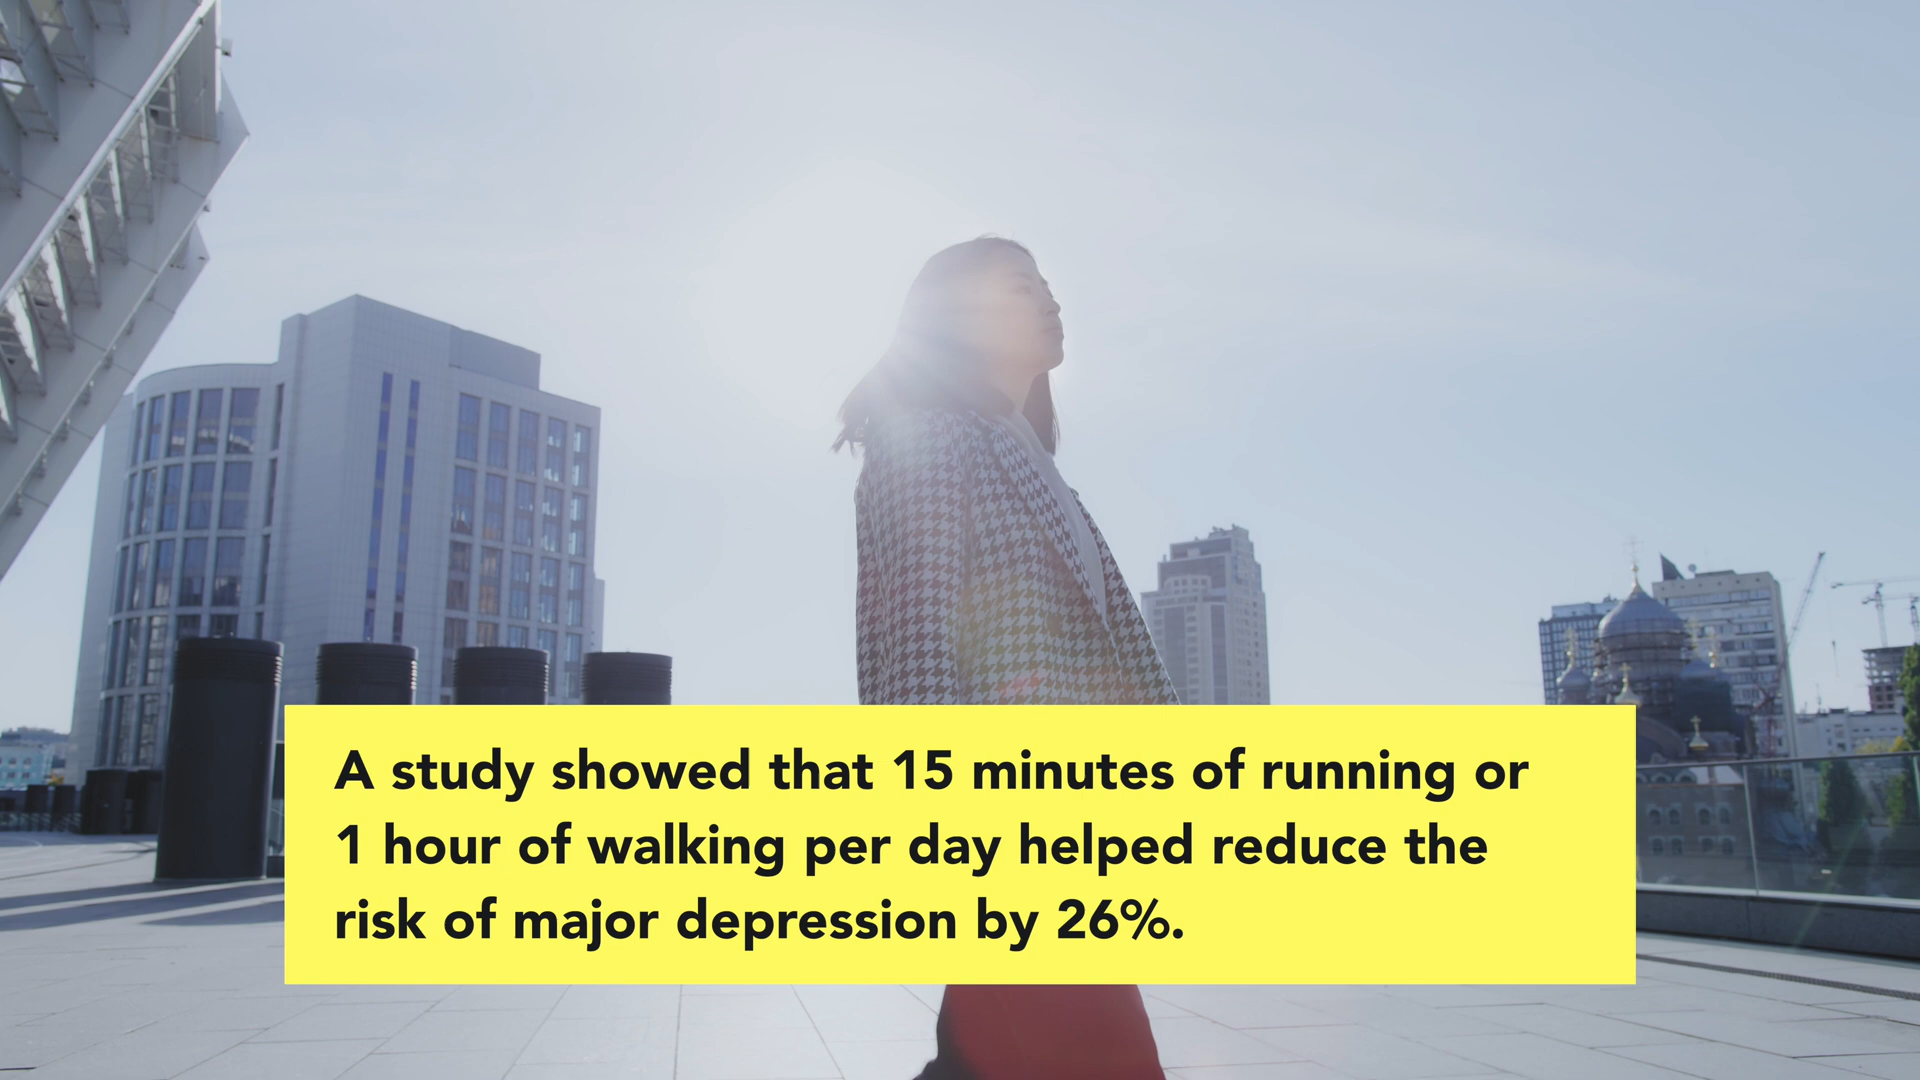 A study showed that 15 minutes of running or
1 hour of walking per day helped reduce the
risk of major depression by 26%.